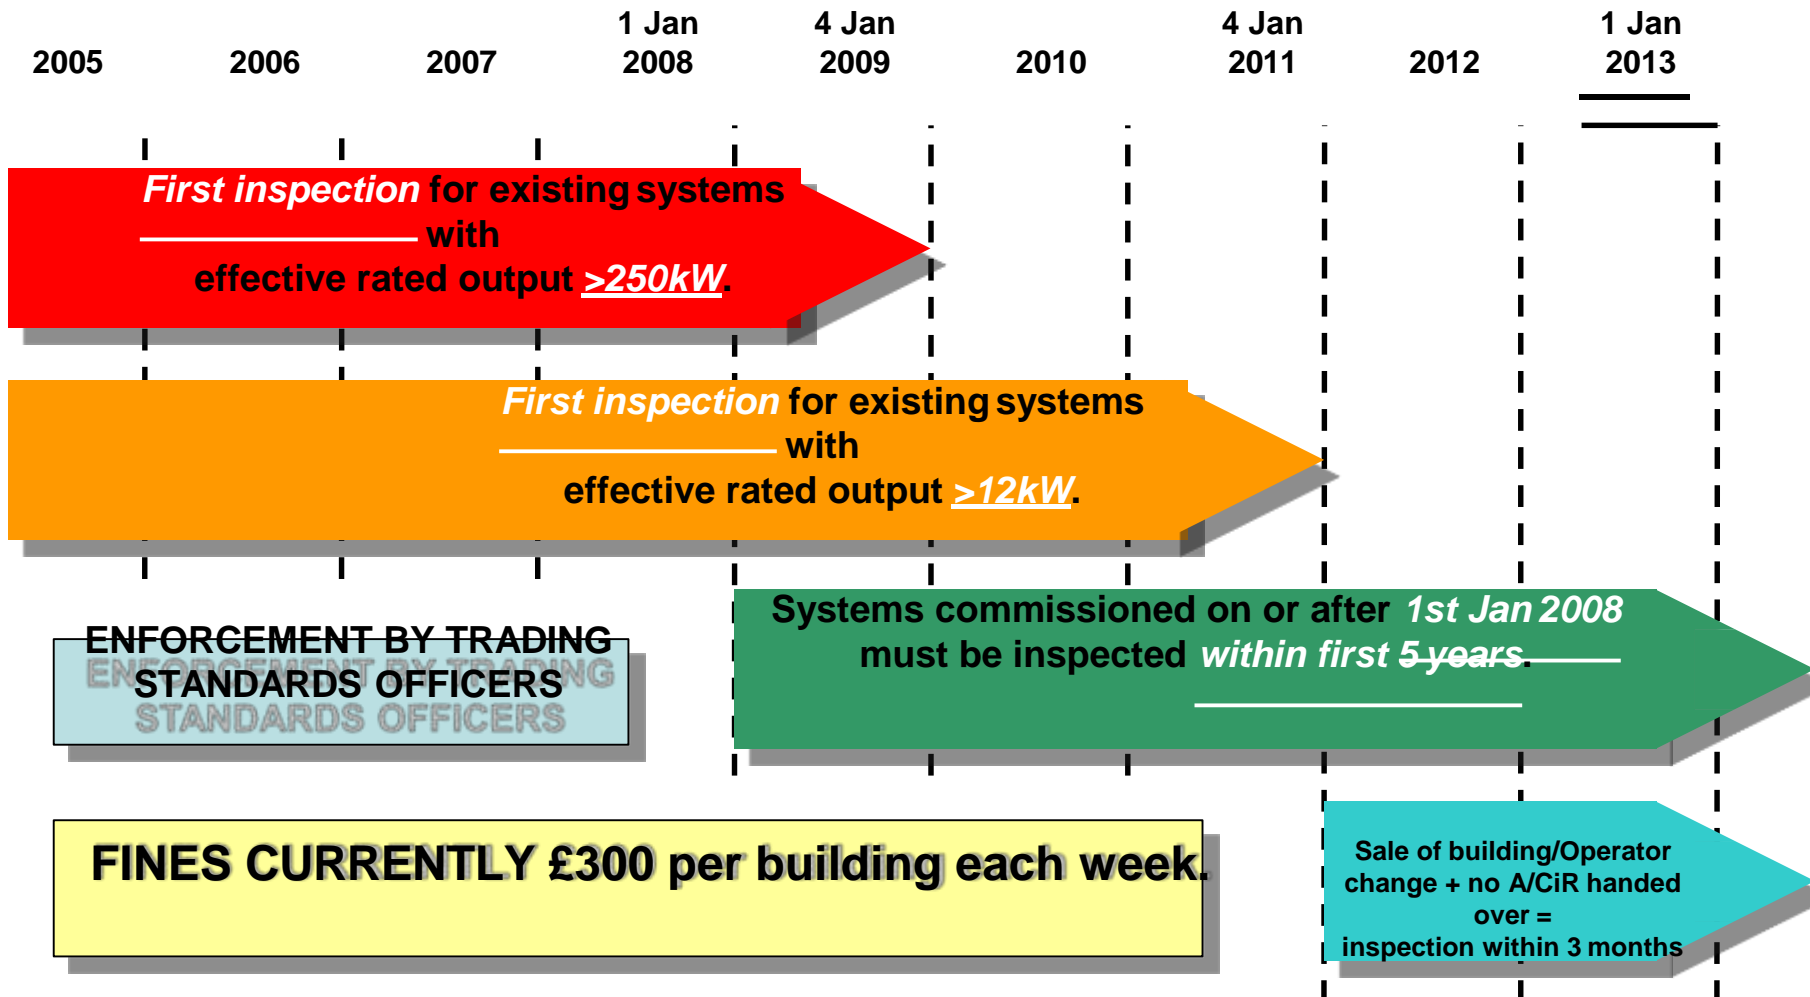 1 Jan 4 Jan 4 Jan 1 Jan
2005 2006 2007 2008 2009 2010 2011 2012 2013
First inspection for existing systems
with
effective rated output >250kW.
First inspection for existing systems
with
effective rated output >12kW.
Systems commissioned on or after 1st Jan 2008
must be inspected within first 5 years.
ENFORCEMENT BY TRADING
STANDARDS OFFICERS
FINES CURRENTLY £300 per building each week.
Sale of building/Operator
change + no A/CiR handed
over =
inspection within 3 months